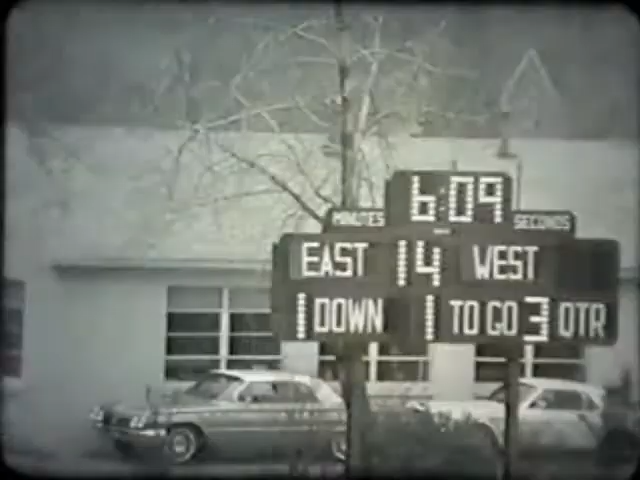 6:09
MINUTES SECONDS
EAST 14 WEST
1 DOWN 1 TO GO 3 QTR